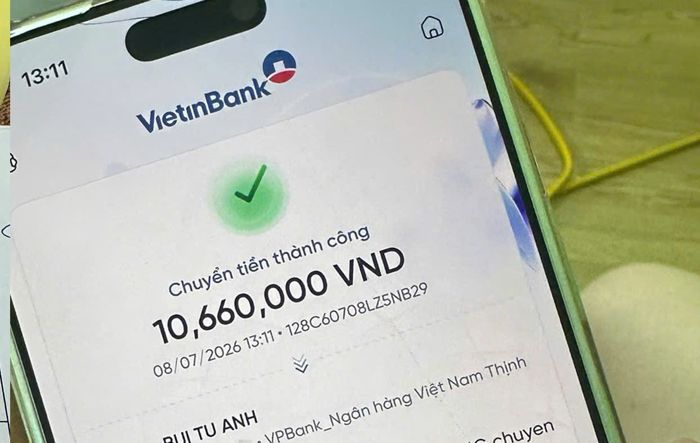 13:11
VietinBank
Chuyển tiền thành công
10,660,000 VND
08/07/2026 13:11 • 128C60708LZ5NB29
BUI TU ANH
• VPBank_Ngân hàng Việt Nam Thịnh
chuyen